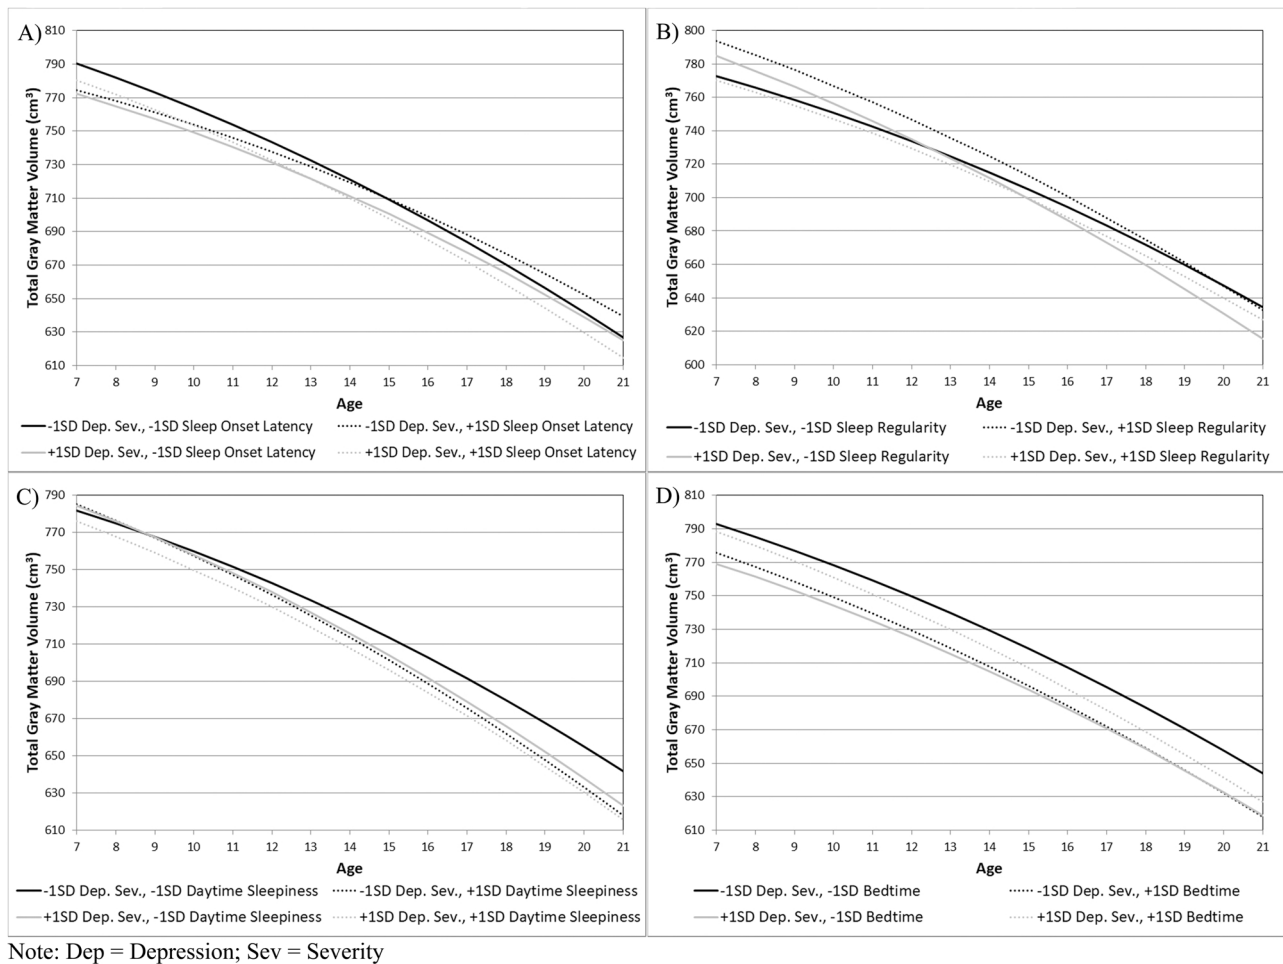 A)
Total Gray Matter Volume (cm³)
810
790
770
750
730
710
690
670
650
630
610
7 8 9 10 11 12 13 14 15 16 17 18 19 20 21
Age
-1SD Dep. Sev., -1SD Sleep Onset Latency -1SD Dep. Sev., +1SD Sleep Onset Latency
+1SD Dep. Sev., -1SD Sleep Onset Latency +1SD Dep. Sev., +1SD Sleep Onset Latency
B)
Total Gray Matter Volume (cm³)
800
780
760
740
720
700
680
660
640
620
600
7 8 9 10 11 12 13 14 15 16 17 18 19 20 21
Age
-1SD Dep. Sev., -1SD Sleep Regularity -1SD Dep. Sev., +1SD Sleep Regularity
+1SD Dep. Sev., -1SD Sleep Regularity +1SD Dep. Sev., +1SD Sleep Regularity
C)
Total Gray Matter Volume (cm³)
790
770
750
730
710
690
670
650
630
610
7 8 9 10 11 12 13 14 15 16 17 18 19 20 21
Age
-1SD Dep. Sev., -1SD Daytime Sleepiness -1SD Dep. Sev., +1SD Daytime Sleepiness
+1SD Dep. Sev., -1SD Daytime Sleepiness +1SD Dep. Sev., +1SD Daytime Sleepiness
D)
Total Gray Matter Volume (cm³)
810
790
770
750
730
710
690
670
650
630
610
7 8 9 10 11 12 13 14 15 16 17 18 19 20 21
Age
-1SD Dep. Sev., -1SD Bedtime -1SD Dep. Sev., +1SD Bedtime
+1SD Dep. Sev., -1SD Bedtime +1SD Dep. Sev., +1SD Bedtime
Note: Dep = Depression; Sev = Severity